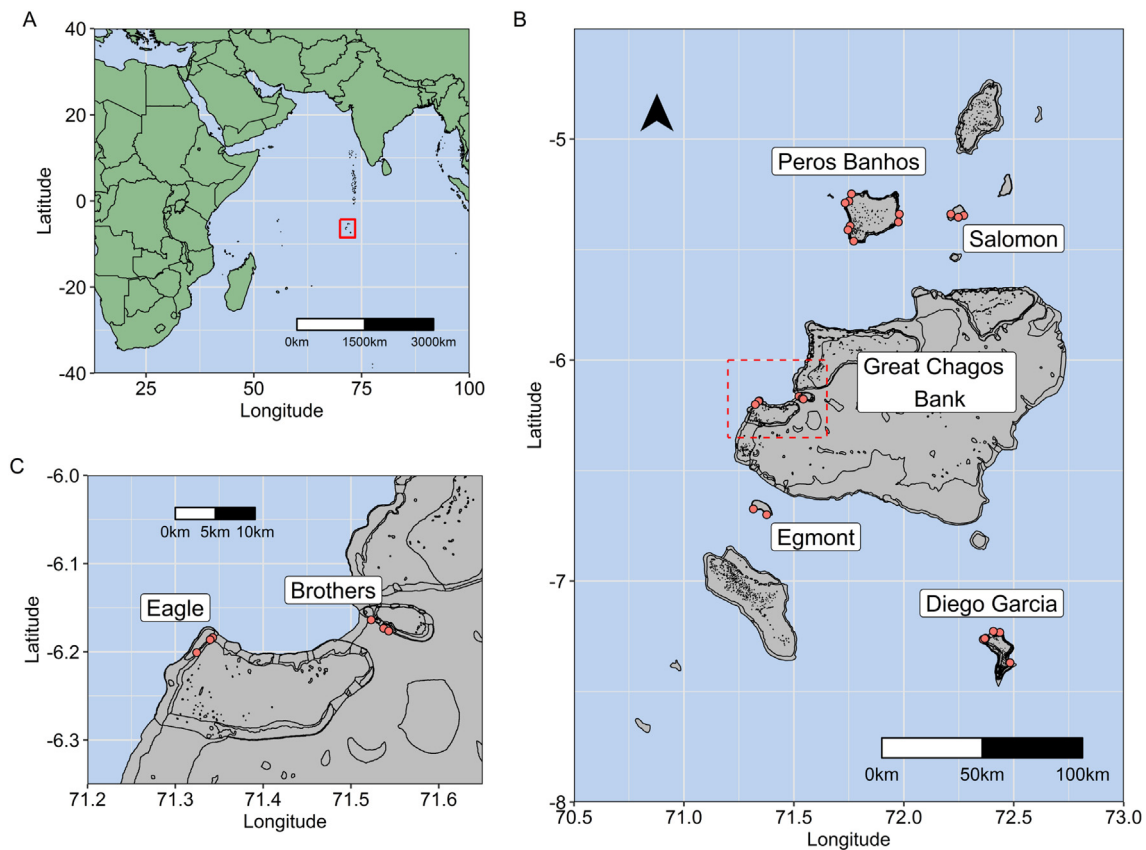 A
40
20
0
-20
-40
Latitude
0km 1500km 3000km
25 50 75 100
Longitude
B
-5
-6
-7
-8
Latitude
Peros Banhos
Salomon
Great Chagos
Bank
Egmont
Diego Garcia
0km 50km 100km
70.5 71.0 71.5 72.0 72.5 73.0
Longitude
C
-6.0
-6.1
-6.2
-6.3
Latitude
0km 5km 10km
Brothers
Eagle
71.2 71.3 71.4 71.5 71.6
Longitude